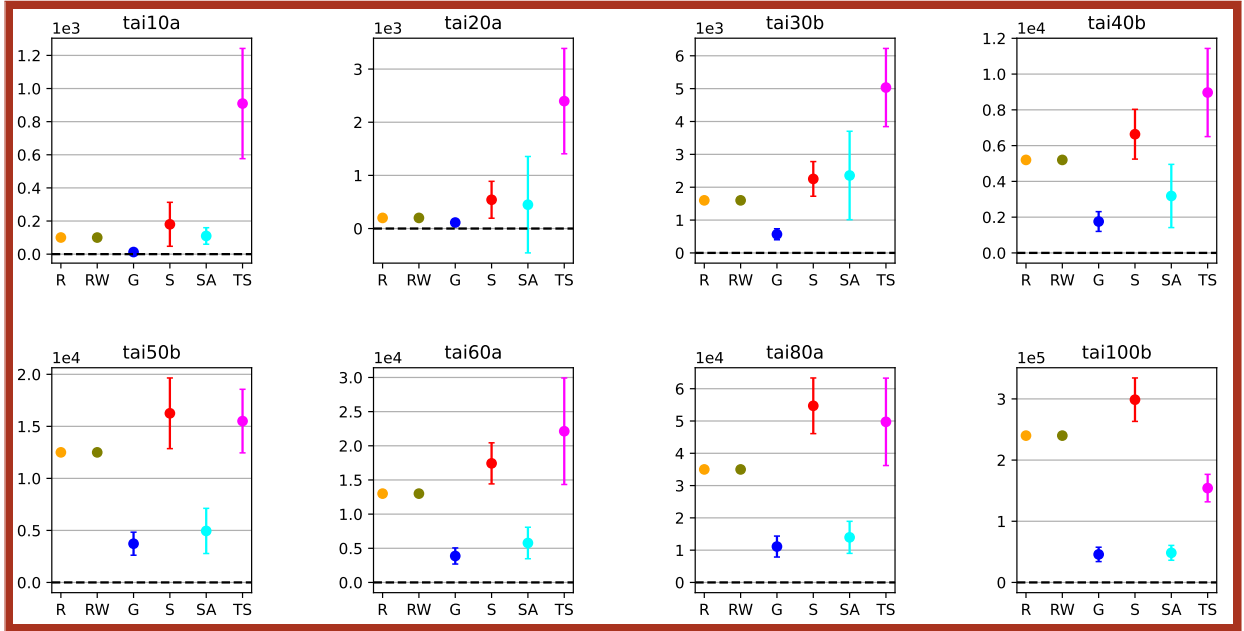 tai10a
1e3
1.2
1.0
0.8
0.6
0.4
0.2
0.0
R RW G S SA TS
tai20a
1e3
3
2
1
0
R RW G S SA TS
tai30b
1e3
6
5
4
3
2
1
0
R RW G S SA TS
tai40b
1e4
1.2
1.0
0.8
0.6
0.4
0.2
0.0
R RW G S SA TS
tai50b
1e4
2.0
1.5
1.0
0.5
0.0
R RW G S SA TS
tai60a
1e4
3.0
2.5
2.0
1.5
1.0
0.5
0.0
R RW G S SA TS
tai80a
1e4
6
5
4
3
2
1
0
R RW G S SA TS
tai100b
1e5
3
2
1
0
R RW G S SA TS